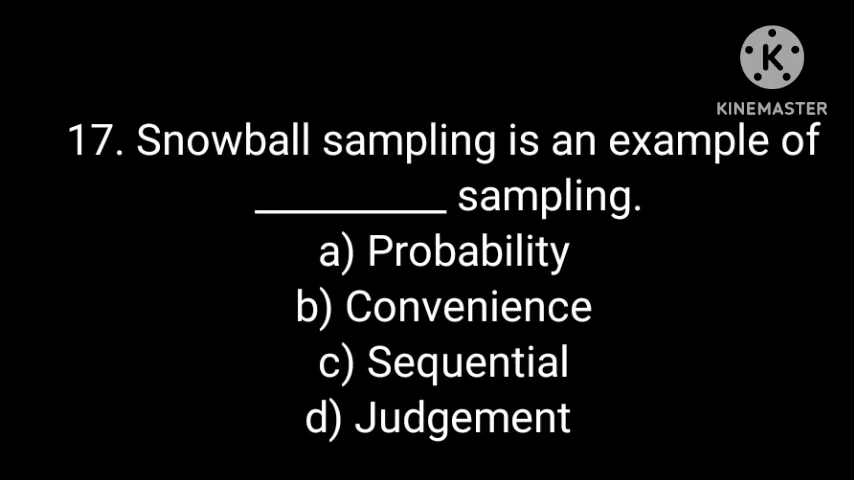 KINEMASTER
17. Snowball sampling is an example of
_________ sampling.
a) Probability
b) Convenience
c) Sequential
d) Judgement